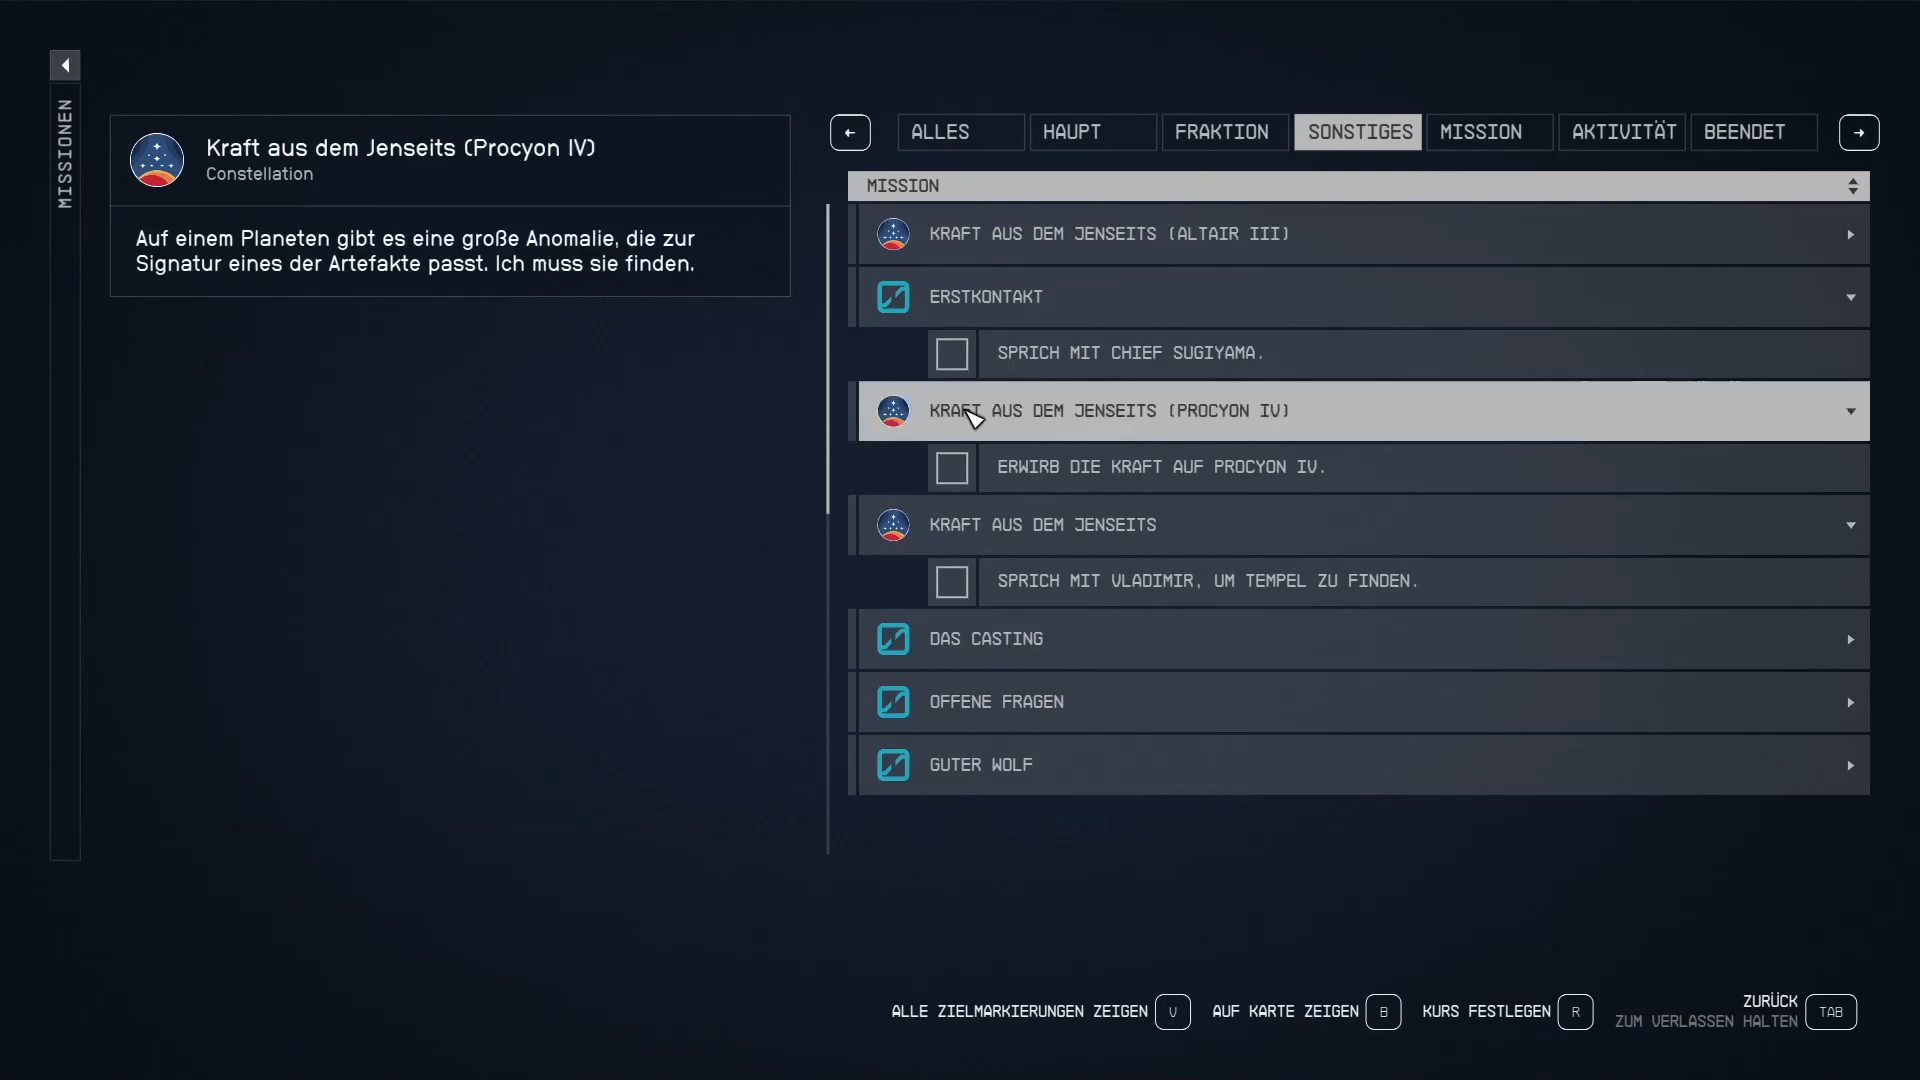 MISSIONEN
Kraft aus dem Jenseits (Procyon IV)
Constellation
Auf einem Planeten gibt es eine große Anomalie, die zur
Signatur eines der Artefakte passt. Ich muss sie finden.
ALLES
HAUPT
FRAKTION
SONSTIGES
MISSION
AKTIVITÄT
BEENDET
MISSION
KRAFT AUS DEM JENSEITS (ALTAIR III)
ERSTKONTAKT
SPRICH MIT CHIEF SUGIYAMA.
KRAFT AUS DEM JENSEITS (PROCYON IV)
ERWIRB DIE KRAFT AUF PROCYON IV.
KRAFT AUS DEM JENSEITS
SPRICH MIT VLADIMIR, UM TEMPEL ZU FINDEN.
DAS CASTING
OFFENE FRAGEN
GUTER WOLF
ALLE ZIELMARKIERUNGEN ZEIGEN V
AUF KARTE ZEIGEN B
KURS FESTLEGEN R
ZURÜCK
ZUM VERLASSEN HALTEN
TAB